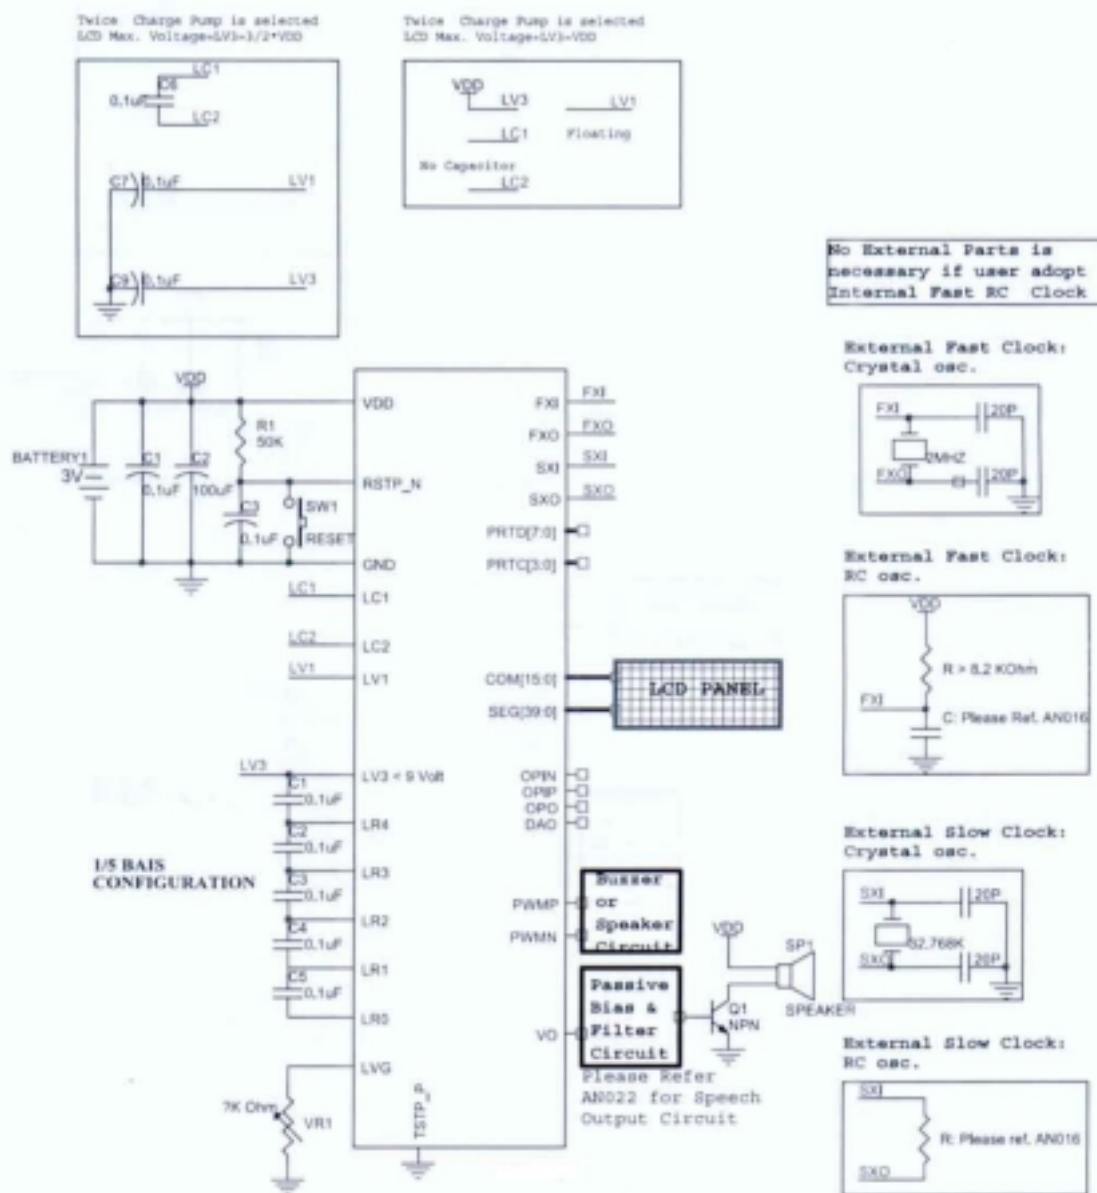 Twice Charge Pump is selected
LCD Max. Voltage=LV3=3/2*VDD
Twice Charge Pump is selected
LCD Max. Voltage=LV3=VDD
LC1
0.1uF
LC2
C7
0.1uF
LV1
C9
0.1uF
LV3
VDD
LV3
LV1
LC1
Floating
No Capacitor
LC2
No External Parts is
necessary if user adopt
Internal Fast RC Clock
External Fast Clock:
Crystal osc.
FXI
20P
2MHZ
FXO
20P
External Fast Clock:
RC osc.
VDD
R > 8.2 KOhm
FXI
C: Please Ref. AN016
External Slow Clock:
Crystal osc.
SXI
20P
32.768K
SXO
20P
External Slow Clock:
RC osc.
SXI
R: Please ref. AN016
SXO
VDD
BATTERY1
3V
C1
0.1uF
C2
100uF
R1
50K
C3
0.1uF
SW1
RESET
VDD
RSTP_N
GND
LC1
LC1
LC2
LC2
LV1
LV1
LV3
LV3 < 9 Volt
C1
0.1uF
LR4
C2
0.1uF
LR3
1/5 BAIS
CONFIGURATION
C3
0.1uF
LR2
C4
0.1uF
LR1
C5
0.1uF
LR0
LVG
?K Ohm
VR1
TSTP_P
FXI
FXI
FXO
FXO
SXI
SXI
SXO
SXO
PRTD[7:0]
PRTC[3:0]
COM[15:0]
SEG[39:0]
LCD PANEL
OPIN
OPIP
OPO
DAO
PWMP
PWMN
Buzzer
or
Speaker
Circuit
VO
Passive
Bias &
Filter
Circuit
VDD
SP1
SPEAKER
Q1
NPN
Please Refer
AN022 for Speech
Output Circuit